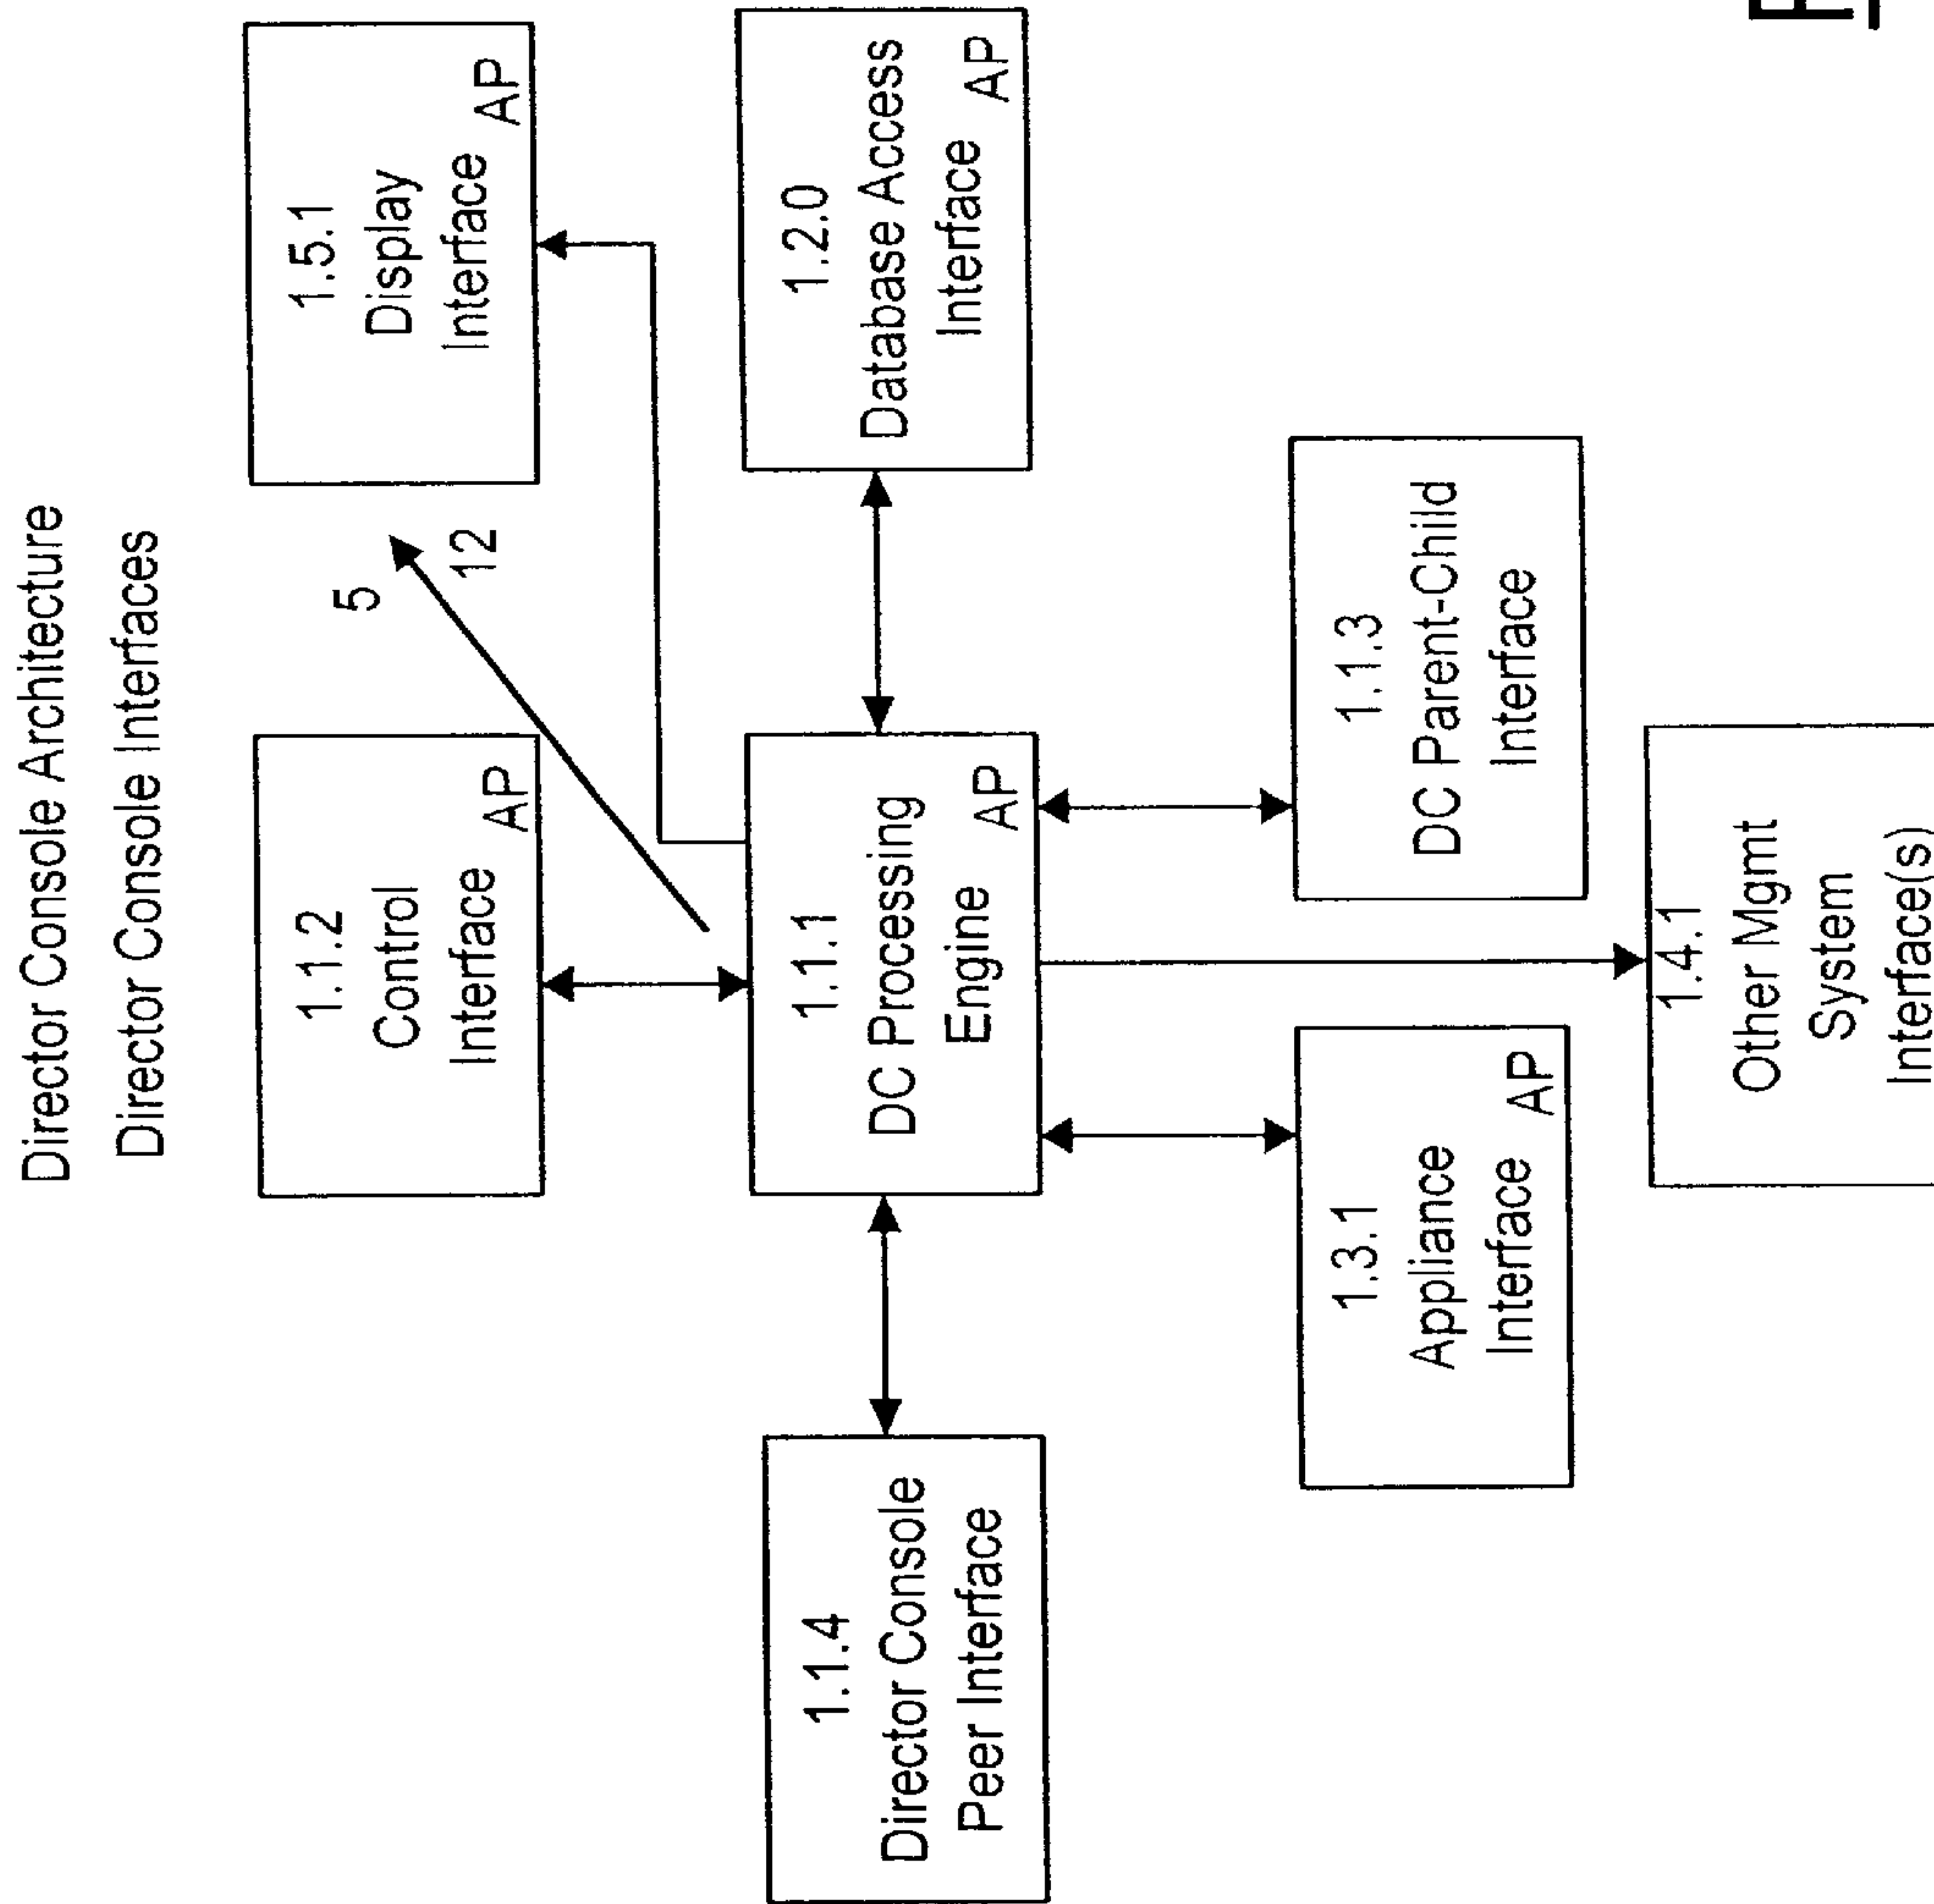 Director Console Architecture
Director Console Interfaces
1.1.2
Control
Interface
AP
5
12
1.5.1
Display
Interface
AP
1.1.4
Director Console
Peer Interface
1.1.1
DC Processing
Engine
AP
1.2.0
Database Access
Interface
AP
1.3.1
Appliance
Interface
AP
1.1.3
DC Parent-Child
Interface
1.4.1
Other Mgmt
System
Interface(s)